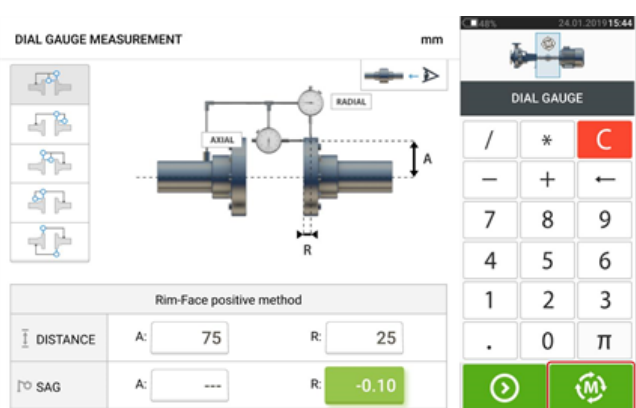 DIAL GAUGE MEASUREMENT mm
48% 24.01.2019 15:44
RADIAL
AXIAL
A
R
Rim-Face positive method
DISTANCE A: 75 R: 25
SAG A: --- R: -0.10
DIAL GAUGE
/ * C
— + ←
7 8 9
4 5 6
1 2 3
. 0 π
M